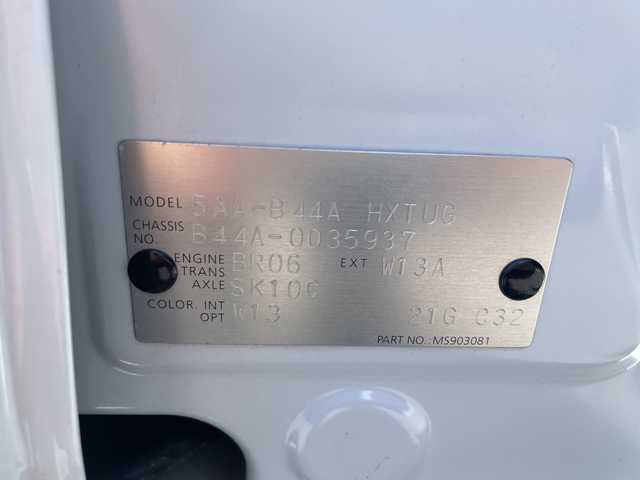 MODEL 5AA-B44A HXTUG
CHASSIS NO. B44A-0035937
ENGINE BR06 EXT W13A
TRANS AXLE SK10C
COLOR. INT OPT W13 21G C32
PART NO.:MS903081